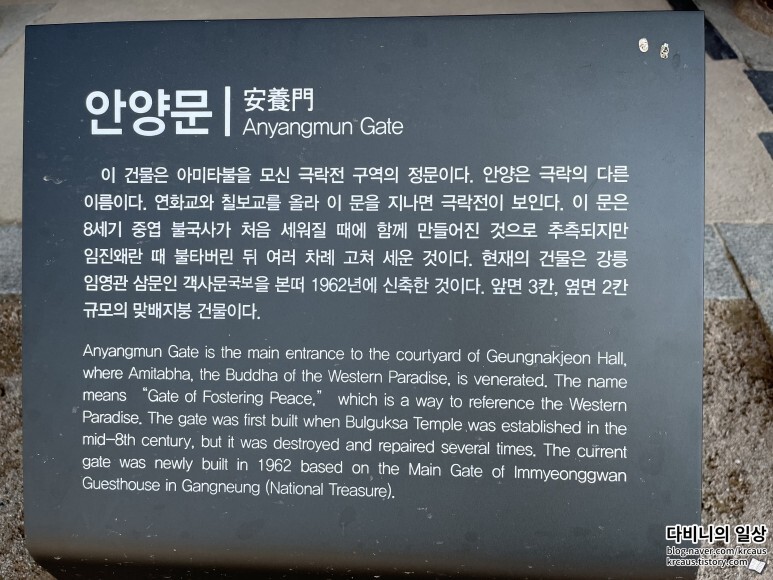 안양문
安養門
Anyangmun Gate
이 건물은 아미타불을 모신 극락전 구역의 정문이다. 안양은 극락의 다른
이름이다. 연화교와 칠보교를 올라 이 문을 지나면 극락전이 보인다. 이 문은
8세기 중엽 불국사가 처음 세워질 때에 함께 만들어진 것으로 추측되지만
임진왜란 때 불타버린 뒤 여러 차례 고쳐 세운 것이다. 현재의 건물은 강릉
임영관 삼문인 객사문국보을 본떠 1962년에 신축한 것이다. 앞면 3칸, 옆면 2칸
규모의 맞배지붕 건물이다.
Anyangmun Gate is the main entrance to the courtyard of Geungnakjeon Hall,
where Amitabha, the Buddha of the Western Paradise, is venerated. The name
means “Gate of Fostering Peace,” which is a way to reference the Western
Paradise. The gate was first built when Bulguksa Temple was established in the
mid-8th century, but it was destroyed and repaired several times. The current
gate was newly built in 1962 based on the Main Gate of Immyeonggwan
Guesthouse in Gangneung (National Treasure).
다비니의 일상
blog.naver.com/krcaus
krcaus.tistory.com